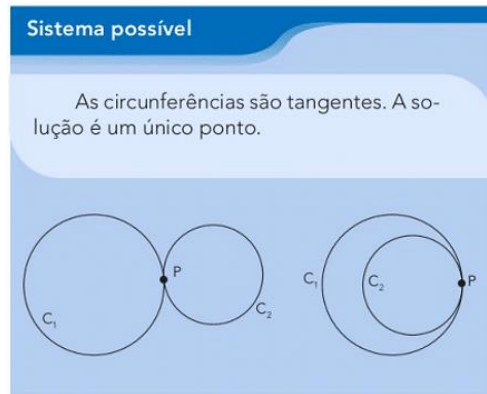 Sistema possível
As circunferências são tangentes. A so-
lução é um único ponto.
P
C₁
C₂
C₁
C₂
P